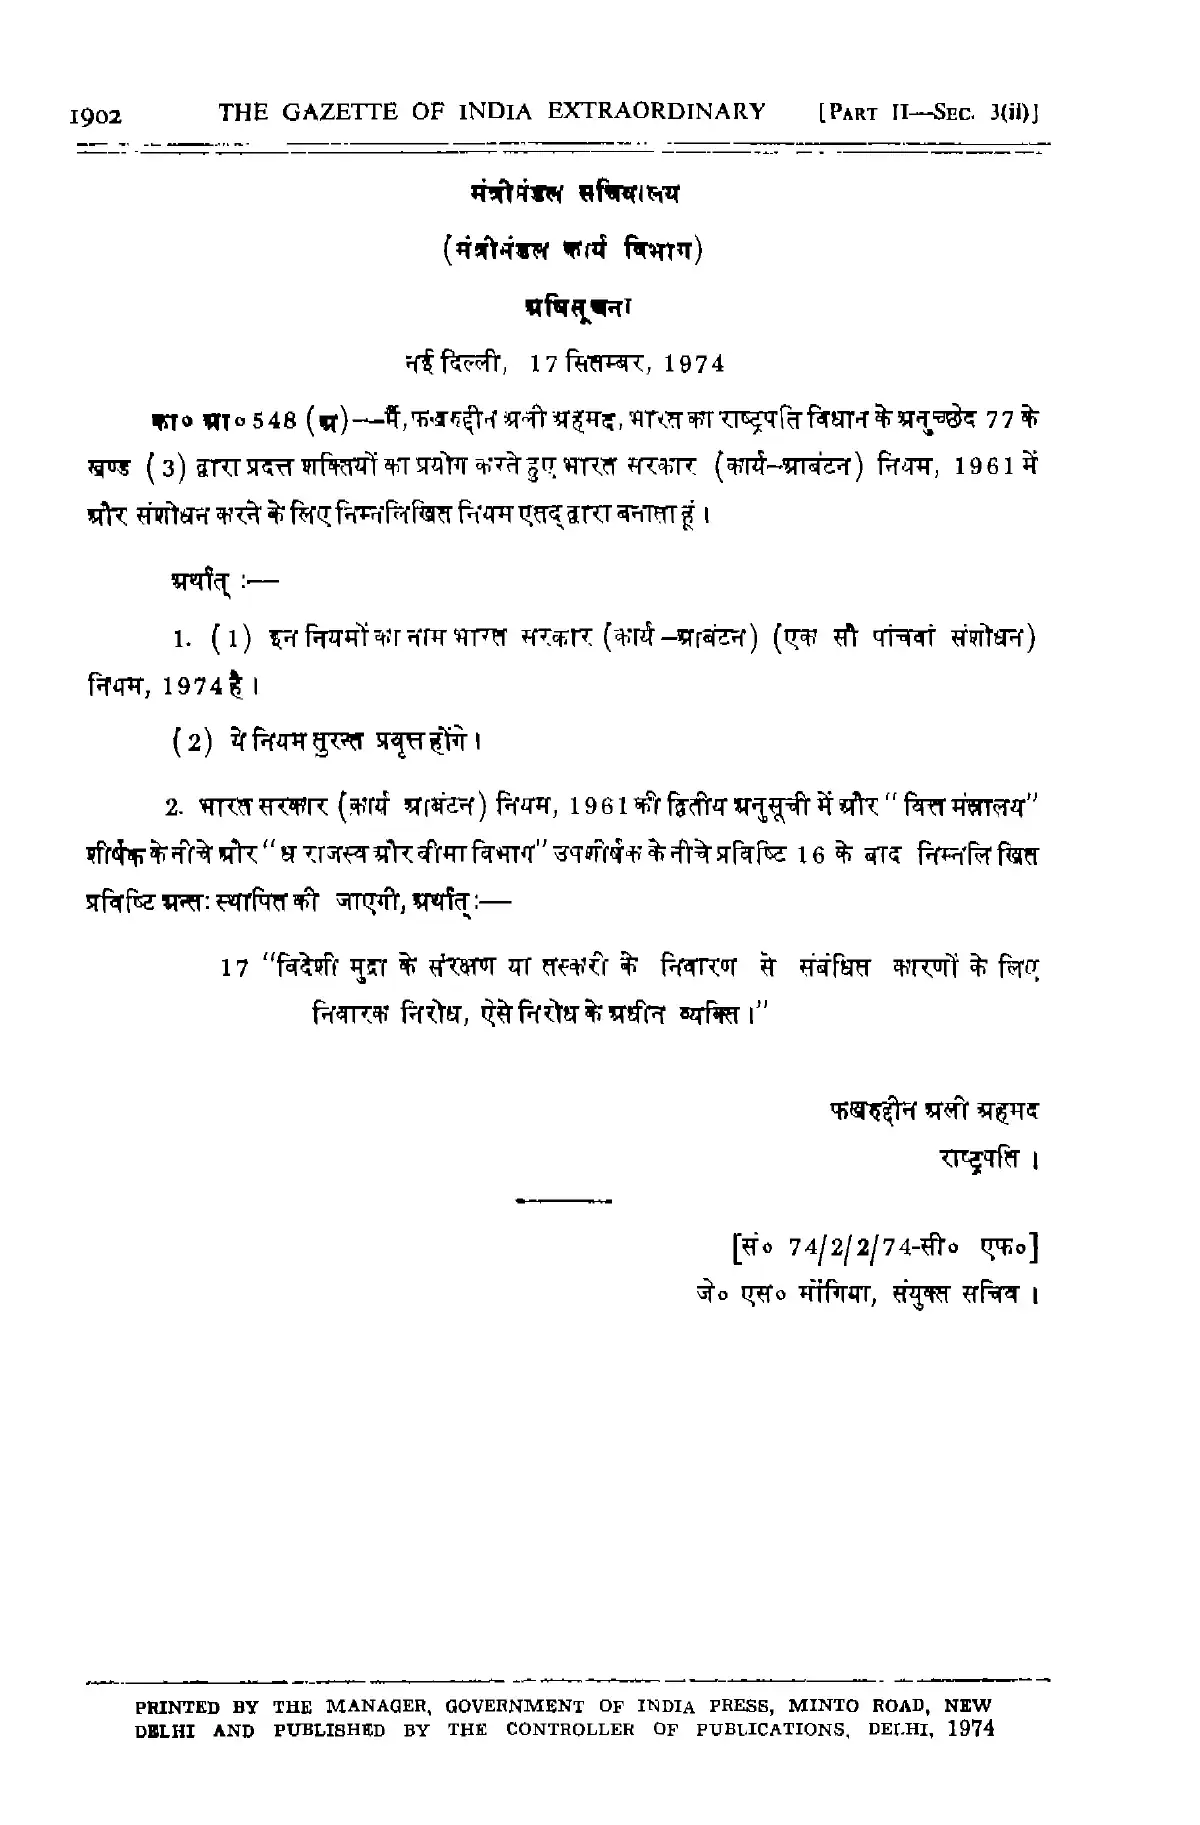 1902 THE GAZETTE OF INDIA EXTRAORDINARY [PART II—SEC. 3(ii)]
मंत्रीमंडल सचिवालय
(मंत्रीमंडल कार्य विभाग)
अधिसूचना
नई दिल्ली, 17 सितम्बर, 1974
का० आ० 548 (अ)--मैं, फखरुद्दीन अली अहमद, भारत का राष्ट्रपति विधान के अनुच्छेद 77 के
खण्ड (3) द्वारा प्रदत्त शक्तियों का प्रयोग करते हुए भारत सरकार (कार्य-आबंटन) नियम, 1961 में
और संशोधन करने के लिए निम्नलिखित नियम एतद् द्वारा बनाता हूं ।
अर्थात् :—
1. (1) इन नियमों का नाम भारत सरकार (कार्य-आबंटन) (एक सौ पांचवां संशोधन)
नियम, 1974 है ।
(2) ये नियम तुरन्त प्रवृत्त होंगे ।
2. भारत सरकार (कार्य आबंटन) नियम, 1961 की द्वितीय अनुसूची में और "वित्त मंत्रालय"
शीर्षक के नीचे और "ध राजस्व और बीमा विभाग" उपशीर्षक के नीचे प्रविष्टि 16 के बाद निम्नलिखित
प्रविष्टि अन्तः स्थापित की जाएगी, अर्थात् :—
17 "विदेशी मुद्रा के संरक्षण या तस्करी के निवारण से संबंधित कारणों के लिए
निवारक निरोध, ऐसे निरोध के अधीन व्यक्ति ।"
फखरुद्दीन अली अहमद
राष्ट्रपति ।
[सं० 74/2/2/74-सी० एफ०]
जे० एस० मोंगिया, संयुक्त सचिव ।
PRINTED BY THE MANAGER, GOVERNMENT OF INDIA PRESS, MINTO ROAD, NEW
DELHI AND PUBLISHED BY THE CONTROLLER OF PUBLICATIONS, DELHI, 1974